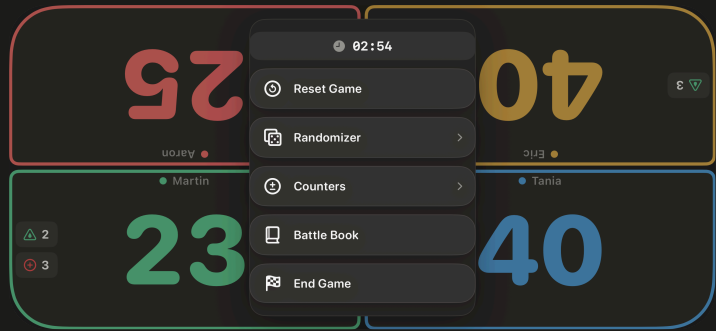 25
Aaron
40
Eric
3
02:54
Reset Game
Randomizer
Counters
Battle Book
End Game
Martin
23
2
3
Tania
40